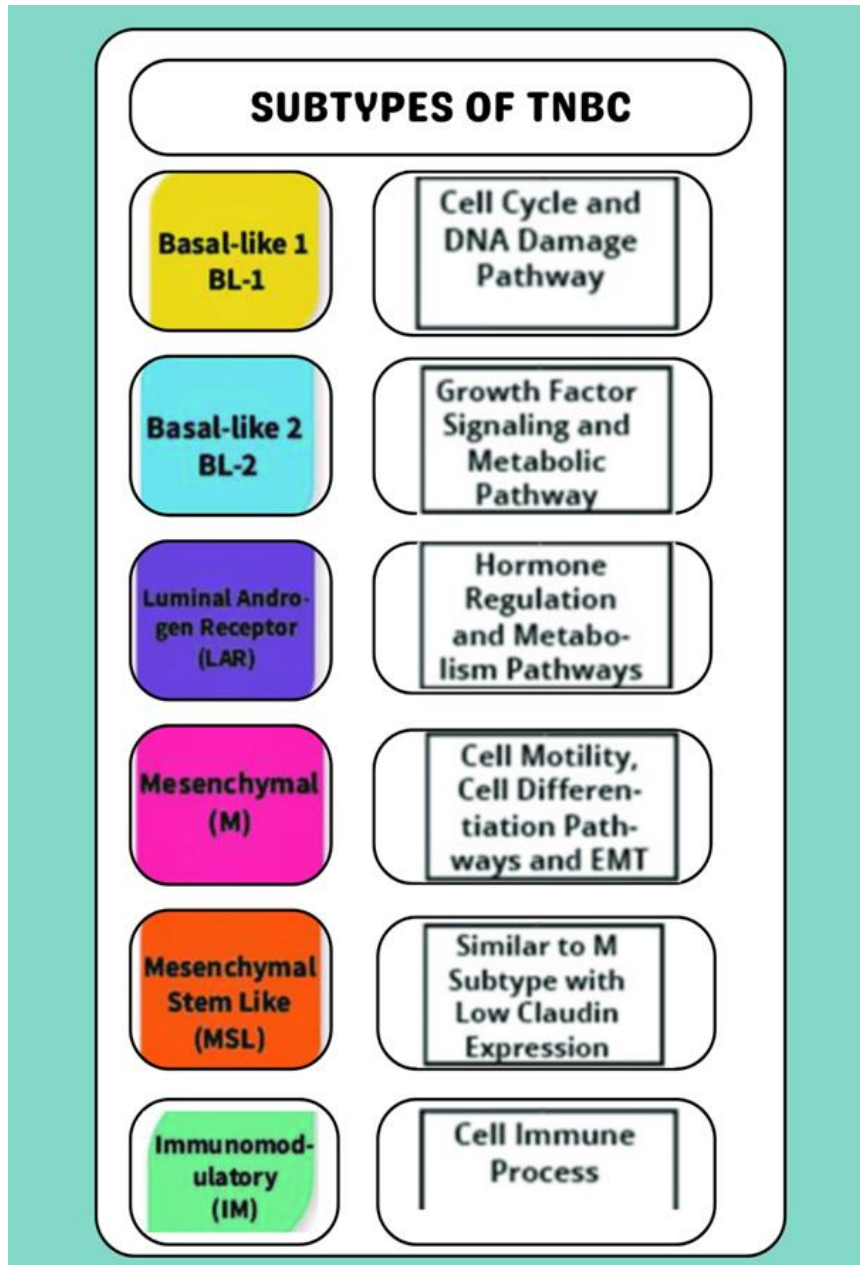 SUBTYPES OF TNBC
Basal-like 1
BL-1
Cell Cycle and
DNA Damage
Pathway
Basal-like 2
BL-2
Growth Factor
Signaling and
Metabolic
Pathway
Luminal Andro-
gen Receptor
(LAR)
Hormone
Regulation
and Metabo-
lism Pathways
Mesenchymal
(M)
Cell Motility,
Cell Differen-
tiation Path-
ways and EMT
Mesenchymal
Stem Like
(MSL)
Similar to M
Subtype with
Low Claudin
Expression
Immunomod-
ulatory
(IM)
Cell Immune
Process